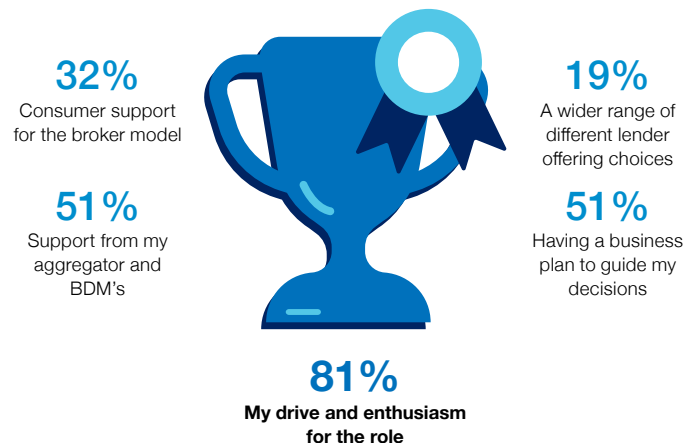 32%
Consumer support
for the broker model
51%
Support from my
aggregator and
BDM's
19%
A wider range of
different lender
offering choices
51%
Having a business
plan to guide my
decisions
81%
My drive and enthusiasm
for the role